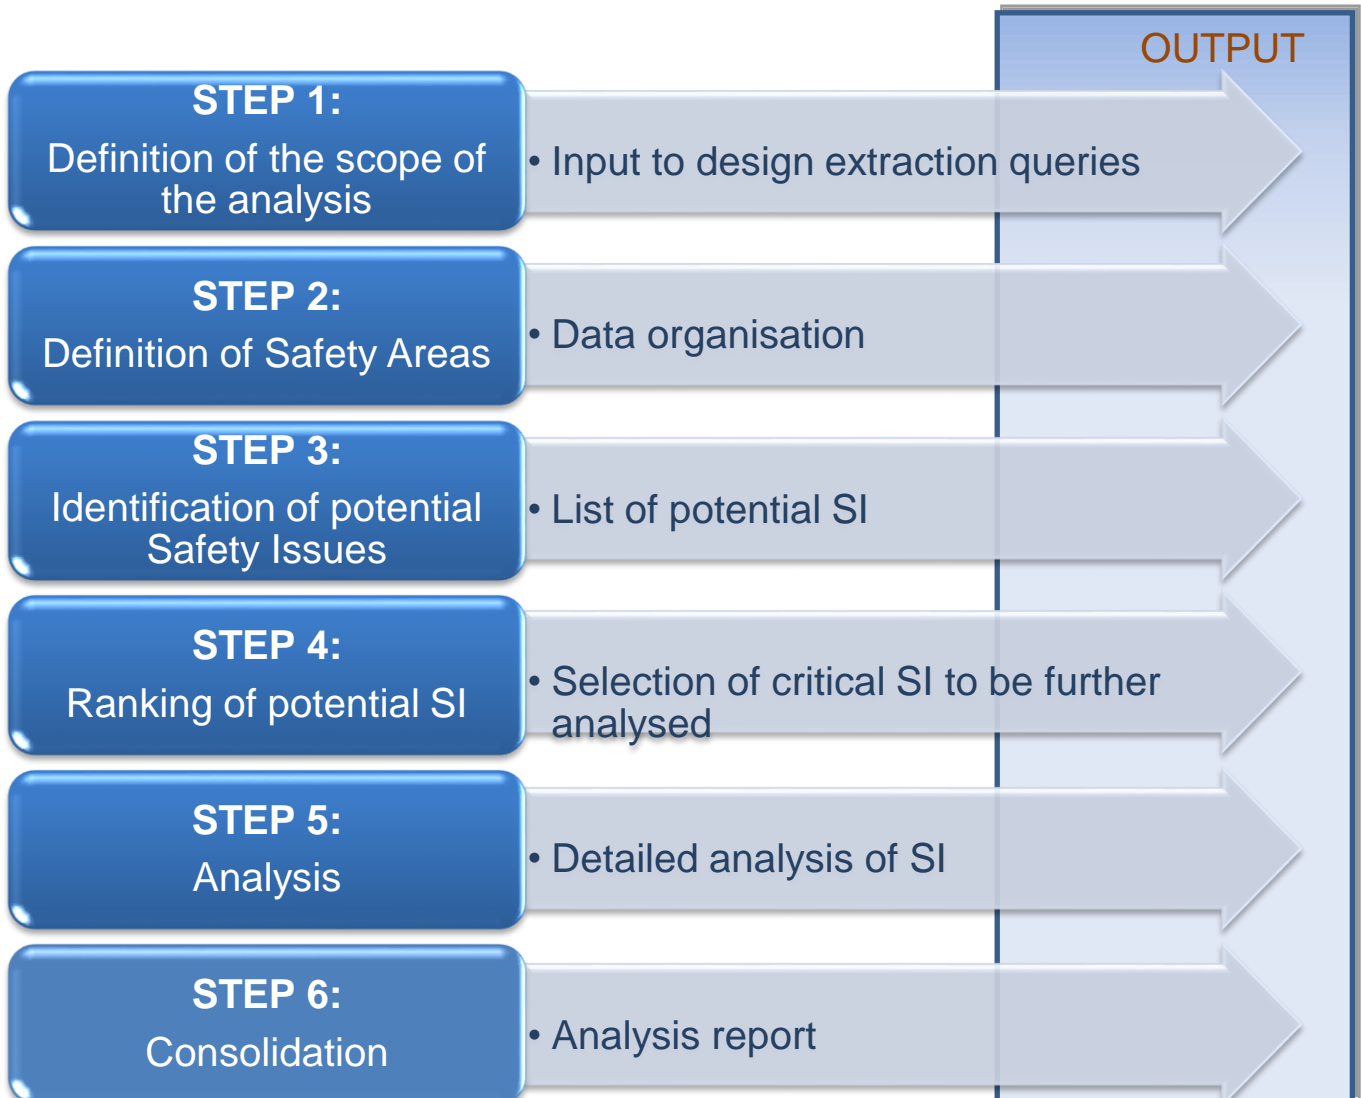 OUTPUT
STEP 1:
Definition of the scope of
the analysis
• Input to design extraction queries
STEP 2:
Definition of Safety Areas
• Data organisation
STEP 3:
Identification of potential
Safety Issues
• List of potential SI
STEP 4:
Ranking of potential SI
• Selection of critical SI to be further
analysed
STEP 5:
Analysis
• Detailed analysis of SI
STEP 6:
Consolidation
• Analysis report